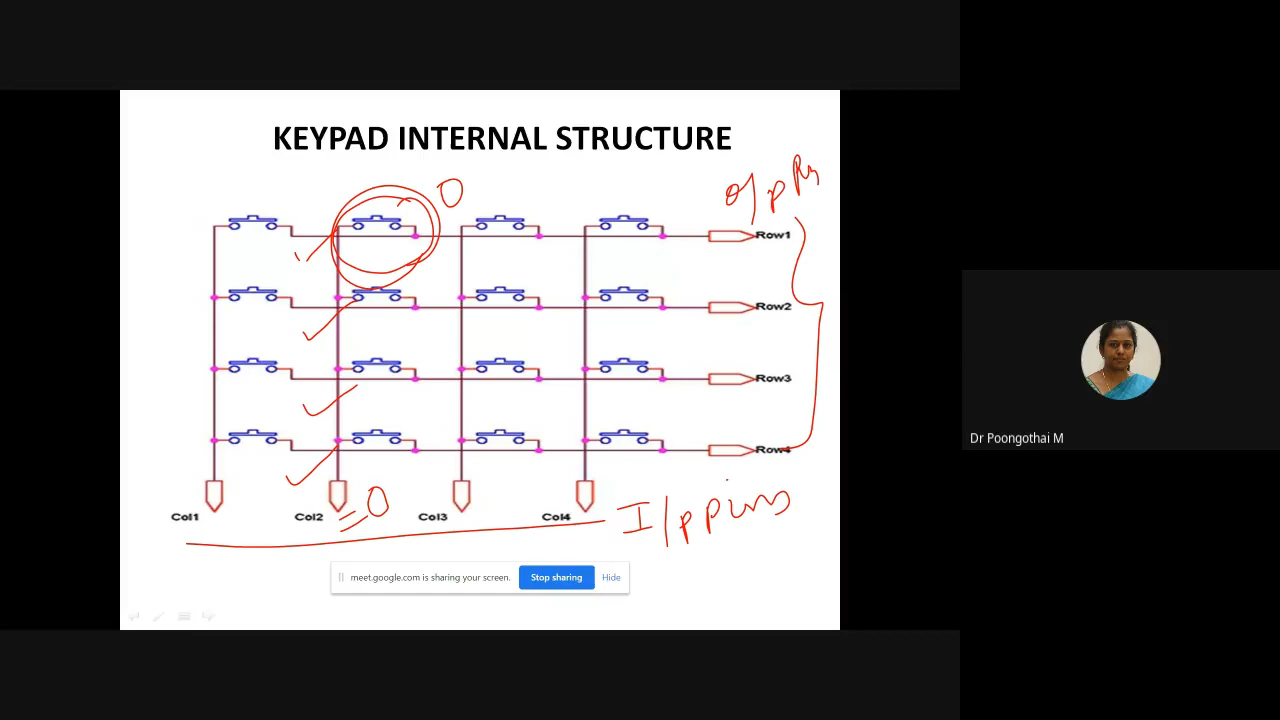 KEYPAD INTERNAL STRUCTURE
0
Row1
Row2
Row3
Row4
Col1
Col2
=0
Col3
Col4
I/p pins
meet.google.com is sharing your screen.
Stop sharing
Hide
Dr Poongothai M